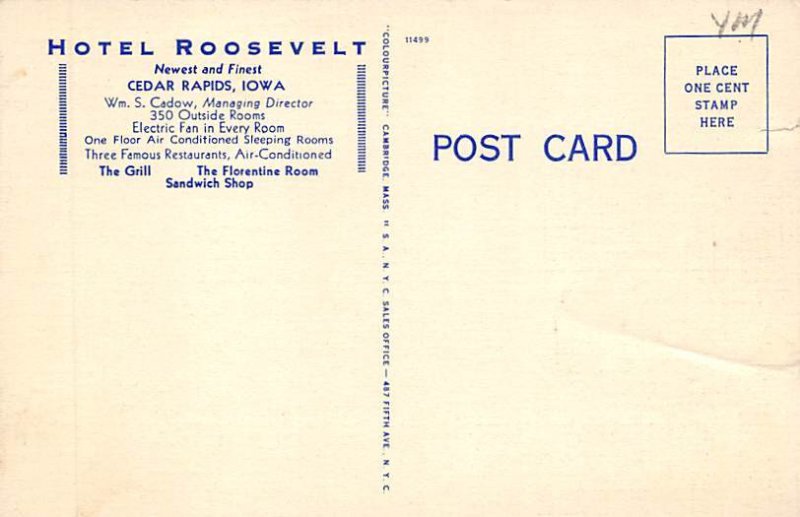 HOTEL ROOSEVELT
Newest and Finest
CEDAR RAPIDS, IOWA
Wm. S. Cadow, Managing Director
350 Outside Rooms
Electric Fan in Every Room
One Floor Air Conditioned Sleeping Rooms
Three Famous Restaurants, Air-Conditioned
The Grill The Florentine Room
Sandwich Shop
"COLOURPICTURE" CAMBRIDGE, MASS. U S. A. N. Y. C. SALES OFFICE — 487 FIFTH AVE. N. Y. C.
11499
POST CARD
PLACE
ONE CENT
STAMP
HERE